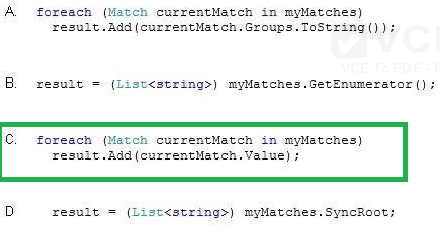 A. foreach (Match currentMatch in myMatches)
result.Add(currentMatch.Groups.ToString());
VCE
VCE To PDF - F
B. result = (List<string>) myMatches.GetEnumerator();
C. foreach (Match currentMatch in myMatches)
result.Add(currentMatch.Value);
D result = (List<string>) myMatches.SyncRoot;